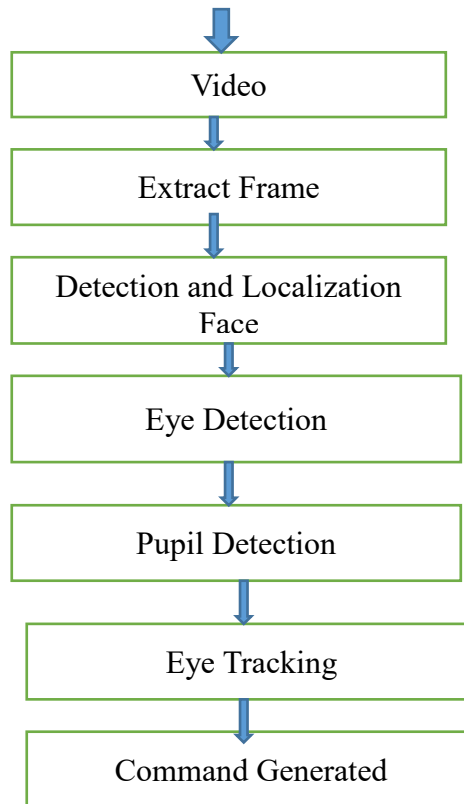 Video
Extract Frame
Detection and Localization
Face
Eye Detection
Pupil Detection
Eye Tracking
Command Generated